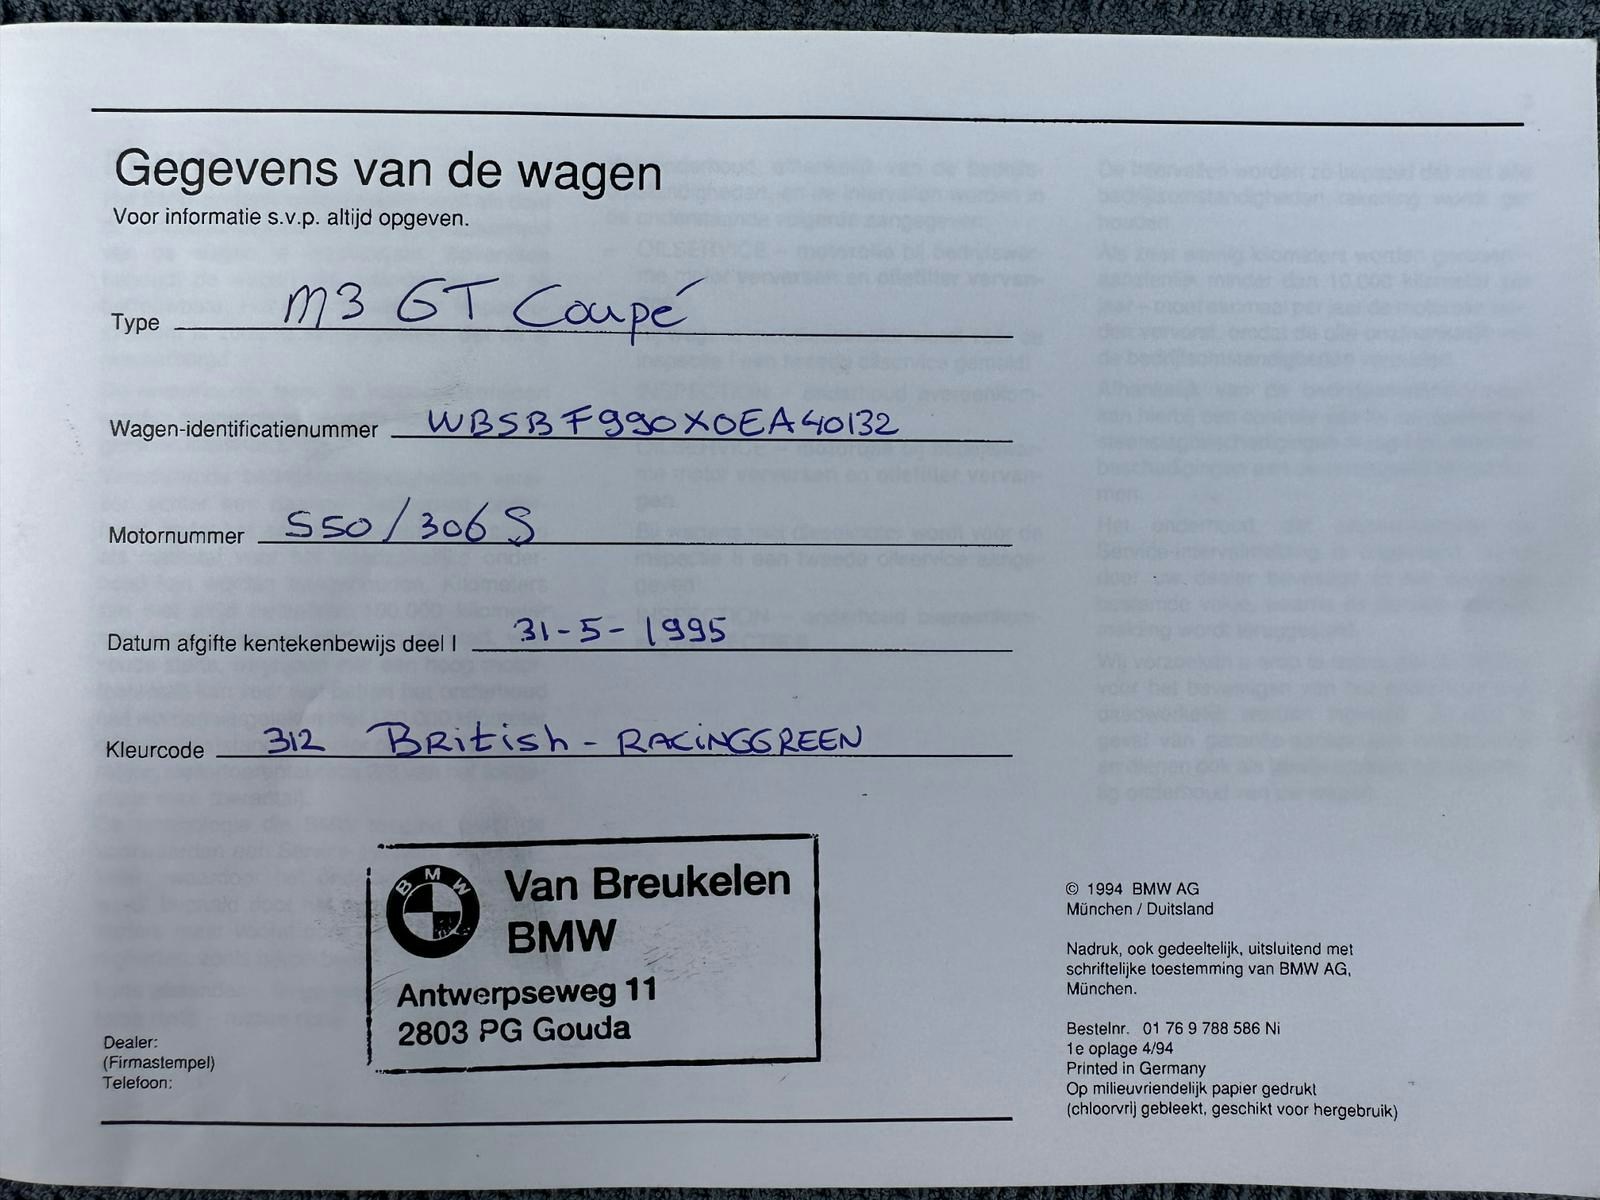 Gegevens van de wagen
Voor informatie s.v.p. altijd opgeven.
Type M3 GT Coupé
Wagen-identificatienummer WBSBF990X0EA40132
Motornummer S50/306S
Datum afgifte kentekenbewijs deel I 31-5-1995
Kleurcode 312 British-RACINGGREEN
BMW
Van Breukelen
BMW
Antwerpseweg 11
2803 PG Gouda
Dealer:
(Firmastempel)
Telefoon:
© 1994 BMW AG
München / Duitsland
Nadruk, ook gedeeltelijk, uitsluitend met
schriftelijke toestemming van BMW AG,
München.
Bestelnr. 01 76 9 788 586 Ni
1e oplage 4/94
Printed in Germany
Op milieuvriendelijk papier gedrukt
(chloorvrij gebleekt, geschikt voor hergebruik)